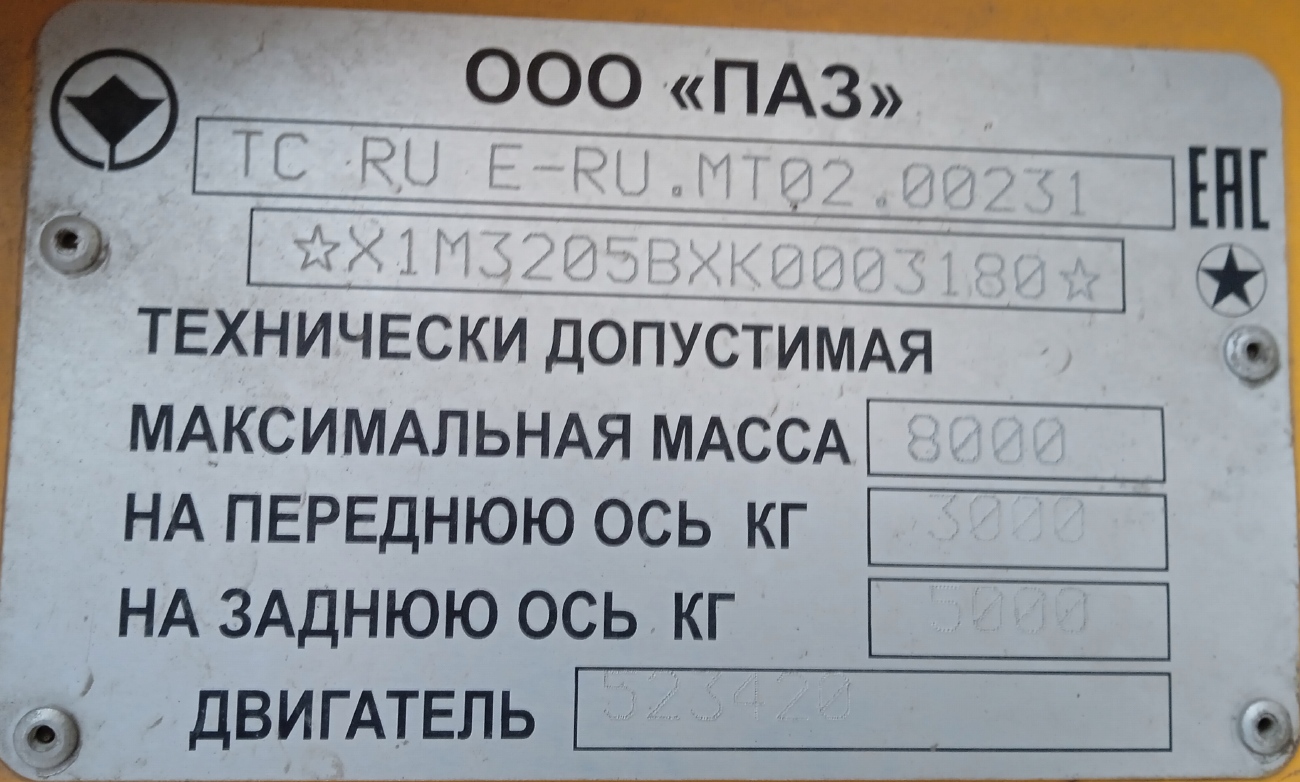 ООО «ПАЗ»
ТС RU Е-RU.МТ02.00231
EAC
☆X1M3205BXK0003180☆
ТЕХНИЧЕСКИ ДОПУСТИМАЯ
МАКСИМАЛЬНАЯ МАССА 8000
НА ПЕРЕДНЮЮ ОСЬ КГ 3000
НА ЗАДНЮЮ ОСЬ КГ 5000
ДВИГАТЕЛЬ 523420